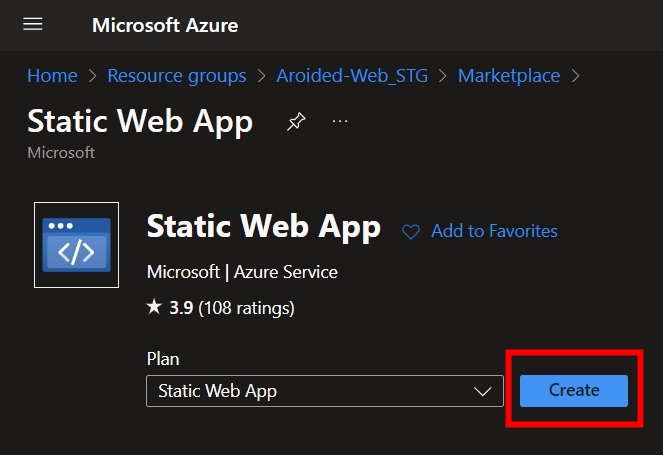 Microsoft Azure
Home > Resource groups > Aroided-Web_STG > Marketplace >
Static Web App ...
Microsoft
Static Web App Add to Favorites
Microsoft | Azure Service
★ 3.9 (108 ratings)
Plan
Static Web App Create